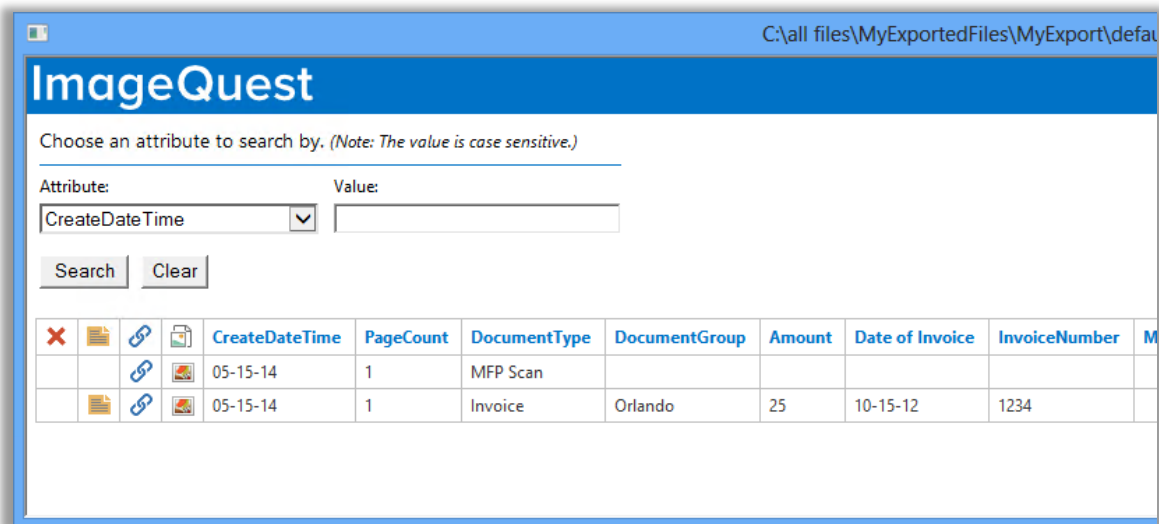 C:\all files\MyExportedFiles\MyExport\defau
ImageQuest
Choose an attribute to search by. (Note: The value is case sensitive.)
Attribute: Value:
CreateDateTime
Search Clear
CreateDateTime PageCount DocumentType DocumentGroup Amount Date of Invoice InvoiceNumber M
05-15-14 1 MFP Scan
05-15-14 1 Invoice Orlando 25 10-15-12 1234